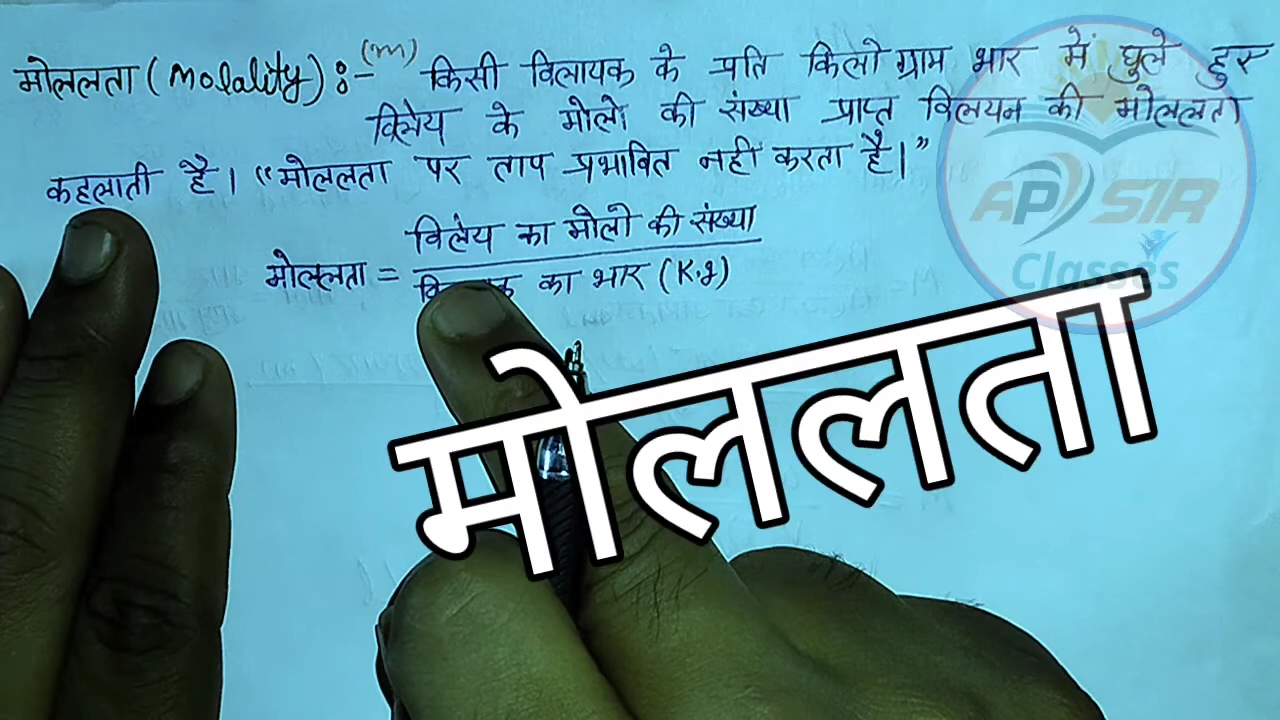 मोललता (Molality) :- (m) किसी विलायक के प्रति किलो ग्राम भार में घुले हुए
विलेय के मोलो की संख्या प्राप्त विलयन की मोललता
कहलाती है। “मोललता पर ताप प्रभावित नही करता है।”
विलेय का मोलो की संख्या
मोललता =
का भार (K.g)
AP SIR
Classes
मोललता